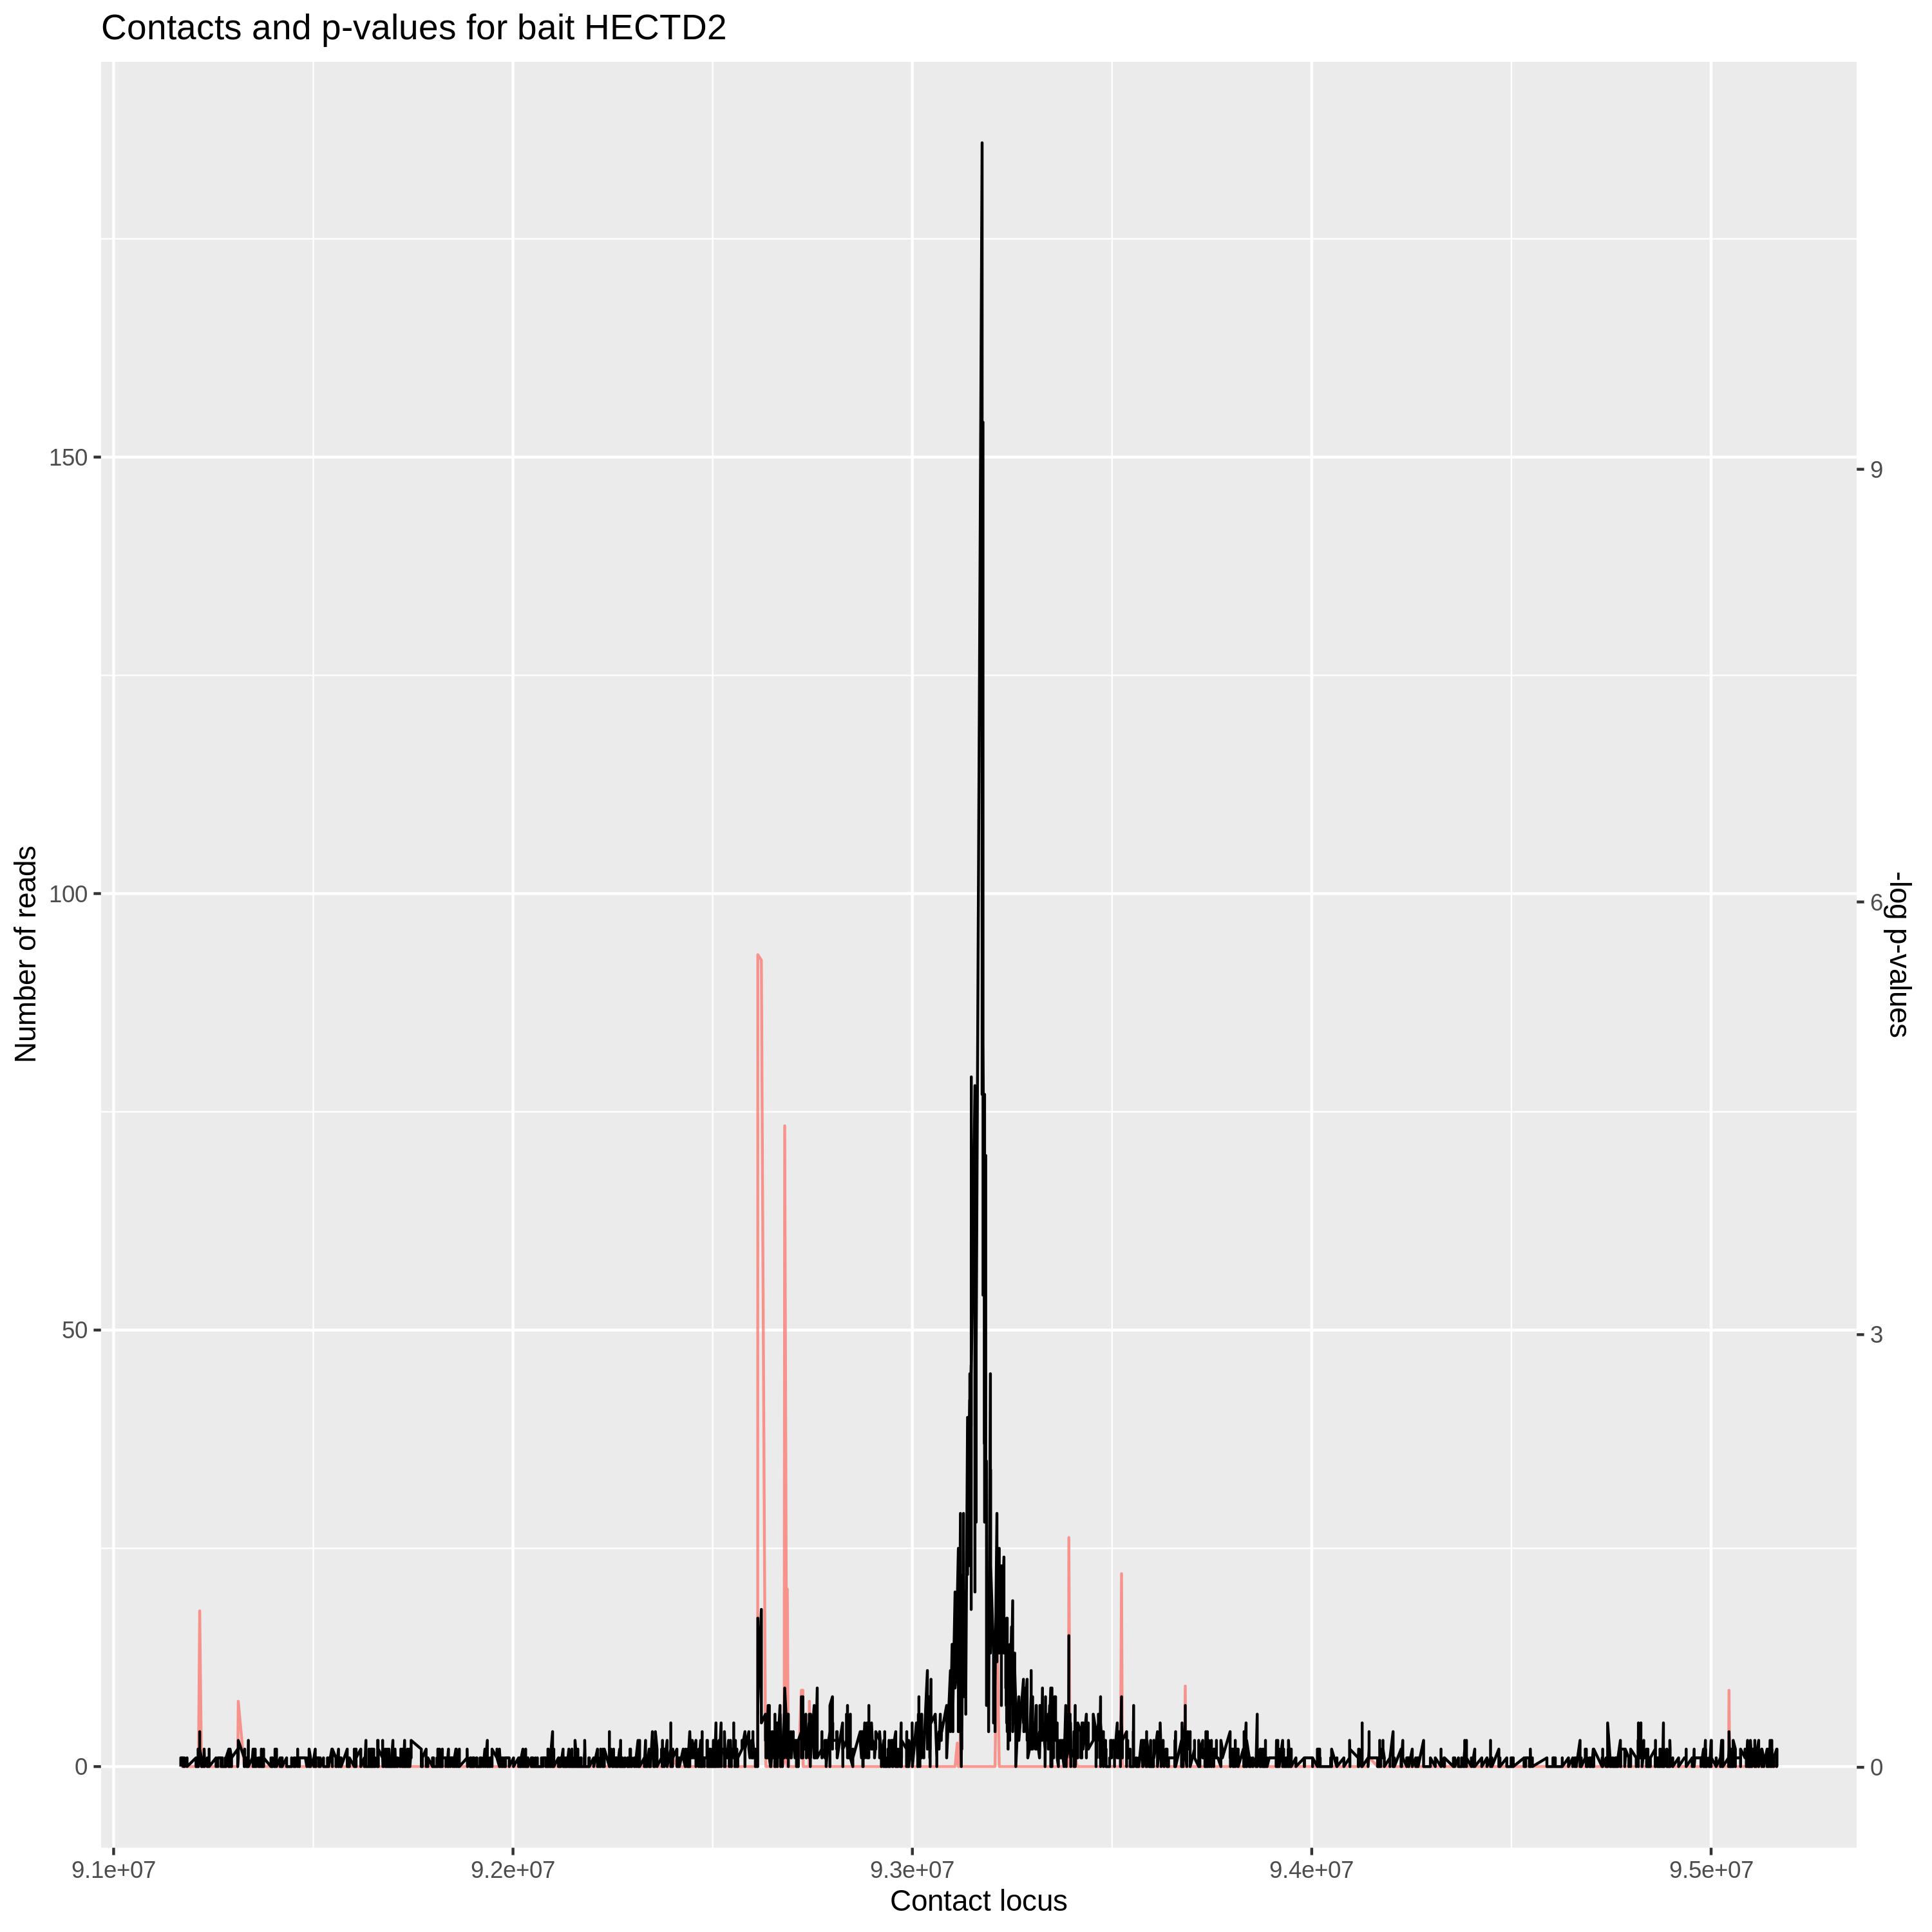 Contacts and p-values for bait HECTD2
150
100
50
0
9
6
3
0
Number of reads
-log p-values
9.1e+07
9.2e+07
9.3e+07
9.4e+07
9.5e+07
Contact locus